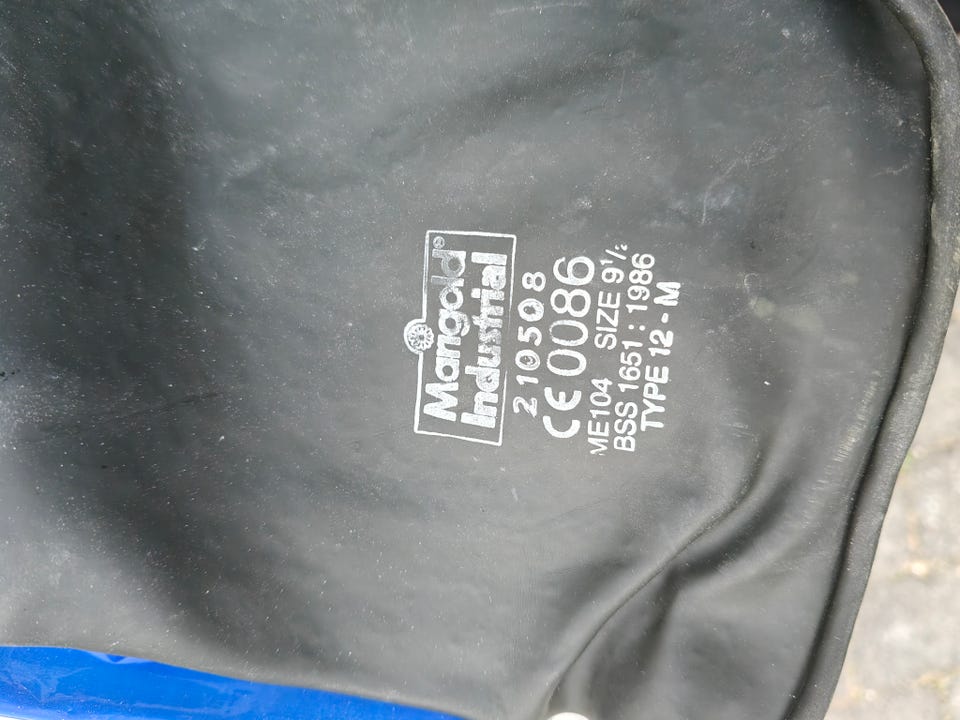 Marigold®
Industrial
210508
CE 0086
ME104 SIZE 9½
BSS 1651 : 1986
TYPE 12 - M